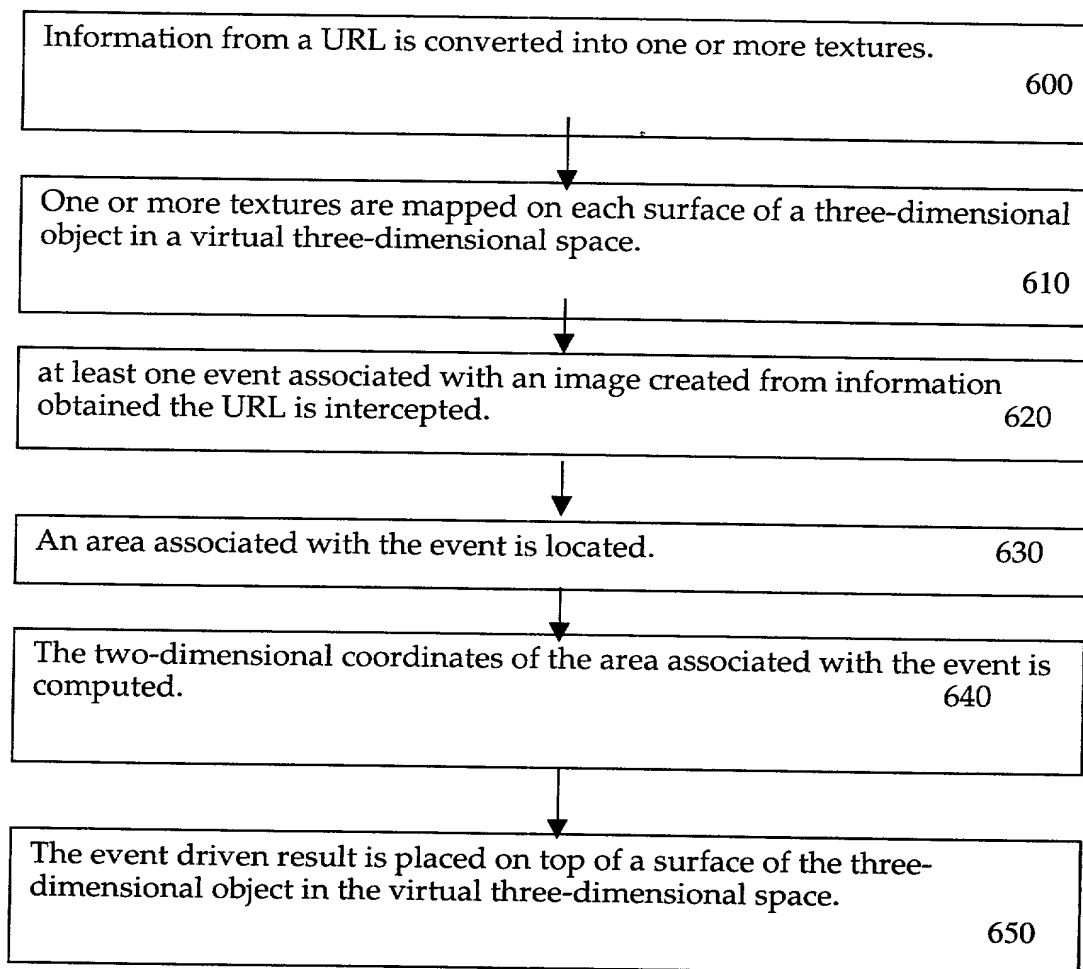 Information from a URL is converted into one or more textures.
600
One or more textures are mapped on each surface of a three-dimensional
object in a virtual three-dimensional space.
610
at least one event associated with an image created from information
obtained the URL is intercepted.
620
An area associated with the event is located.
630
The two-dimensional coordinates of the area associated with the event is
computed.
640
The event driven result is placed on top of a surface of the three-
dimensional object in the virtual three-dimensional space.
650